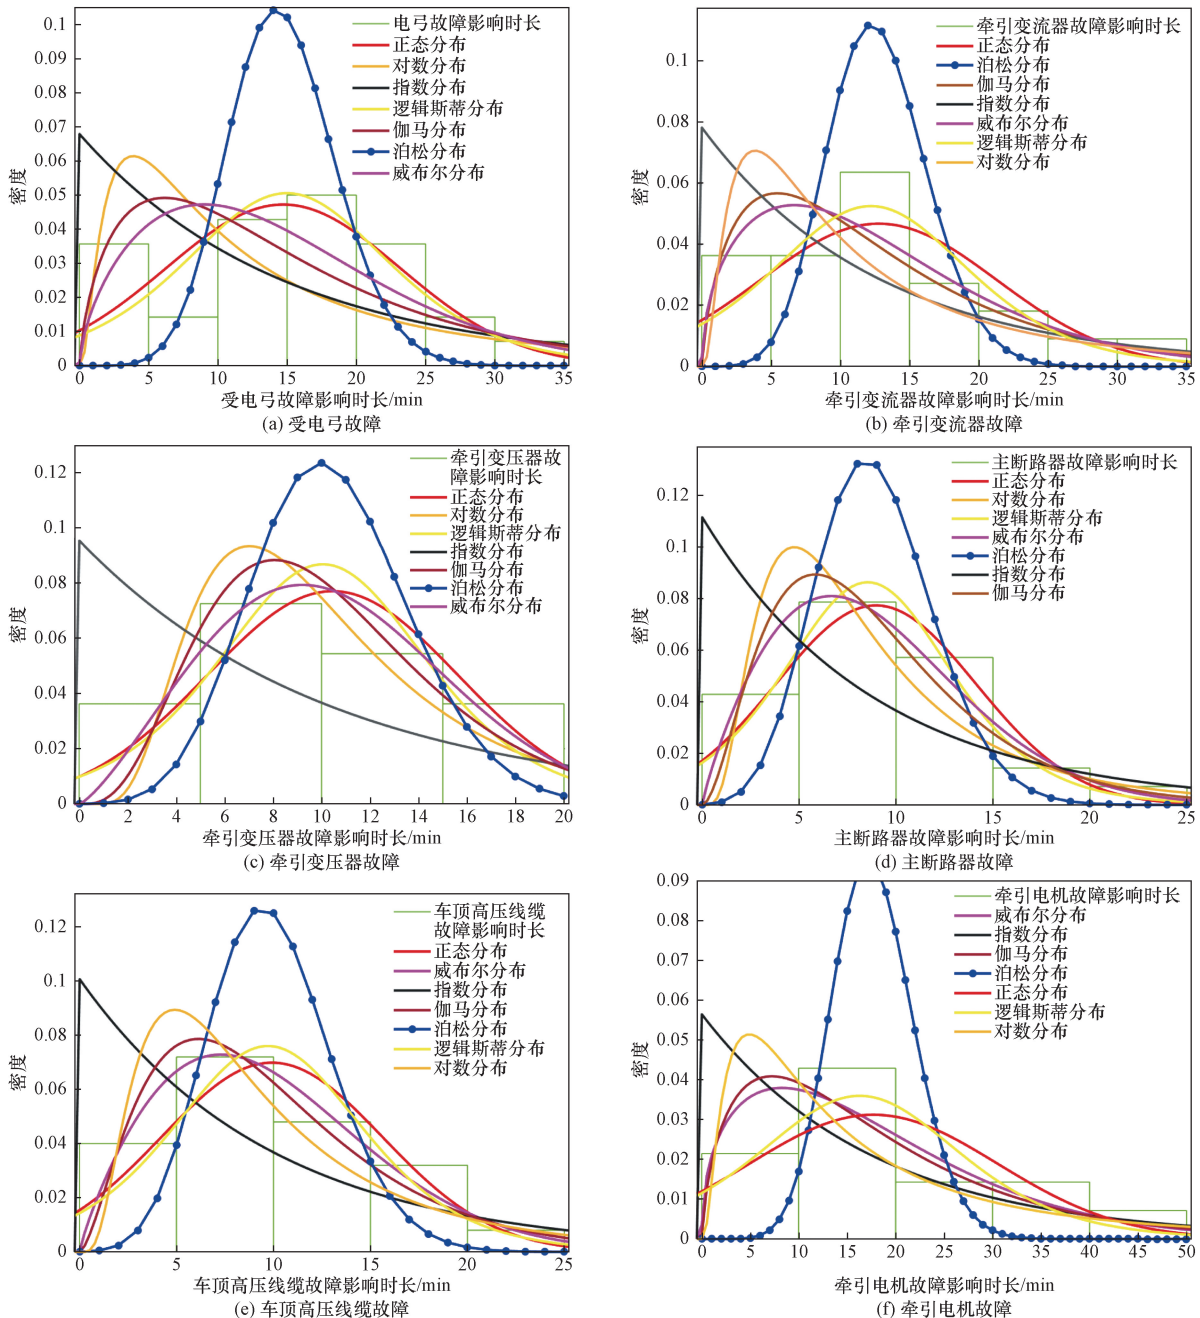 0.1
0.09
0.08
0.07
0.06
0.05
0.04
0.03
0.02
0.01
0
密度
电弓故障影响时长
正态分布
对数分布
指数分布
逻辑斯蒂分布
伽马分布
泊松分布
威布尔分布
0 5 10 15 20 25 30 35
受电弓故障影响时长/min
(a) 受电弓故障
0.1
0.08
0.06
0.04
0.02
0
密度
牵引变流器故障影响时长
正态分布
泊松分布
伽马分布
指数分布
威布尔分布
逻辑斯蒂分布
对数分布
0 5 10 15 20 25 30 35
牵引变流器故障影响时长/min
(b) 牵引变流器故障
0.12
0.1
0.08
0.06
0.04
0.02
0
密度
牵引变压器故
障影响时长
正态分布
对数分布
逻辑斯蒂分布
指数分布
伽马分布
泊松分布
威布尔分布
0 2 4 6 8 10 12 14 16 18 20
牵引变压器故障影响时长/min
(c) 牵引变压器故障
0.12
0.1
0.08
0.06
0.04
0.02
0
密度
主断路器故障影响时长
正态分布
对数分布
逻辑斯蒂分布
威布尔分布
泊松分布
指数分布
伽马分布
0 5 10 15 20 25
主断路器故障影响时长/min
(d) 主断路器故障
0.12
0.1
0.08
0.06
0.04
0.02
0
密度
车顶高压线缆
故障影响时长
正态分布
威布尔分布
指数分布
伽马分布
泊松分布
逻辑斯蒂分布
对数分布
0 5 10 15 20 25
车顶高压线缆故障影响时长/min
(e) 车顶高压线缆故障
0.09
0.08
0.07
0.06
0.05
0.04
0.03
0.02
0.01
0
密度
牵引电机故障影响时长
威布尔分布
指数分布
伽马分布
泊松分布
正态分布
逻辑斯蒂分布
对数分布
0 5 10 15 20 25 30 35 40 45 50
牵引电机故障影响时长/min
(f) 牵引电机故障